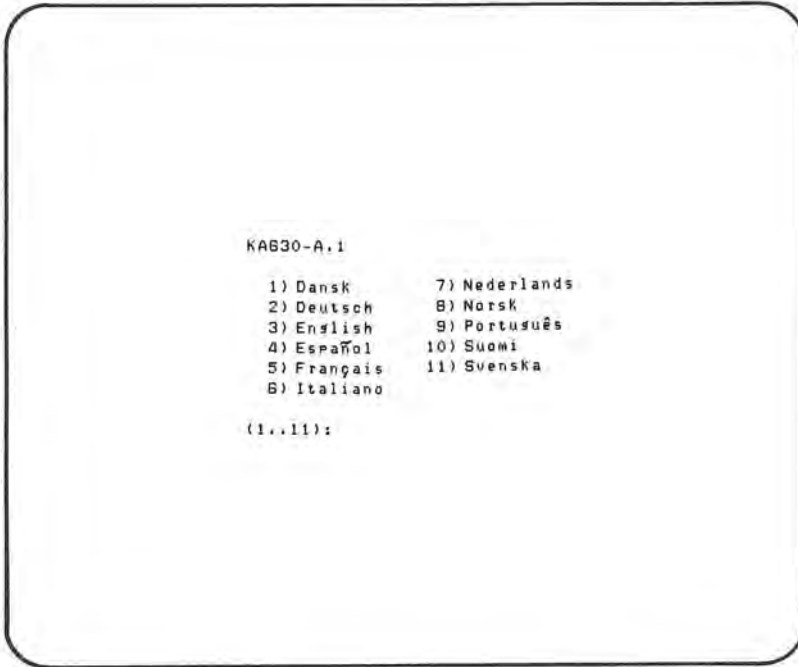 KA630-A.1
1) Dansk 7) Nederlands
2) Deutsch 8) Norsk
3) English 9) Português
4) Español 10) Suomi
5) Français 11) Svenska
6) Italiano
(1..11):